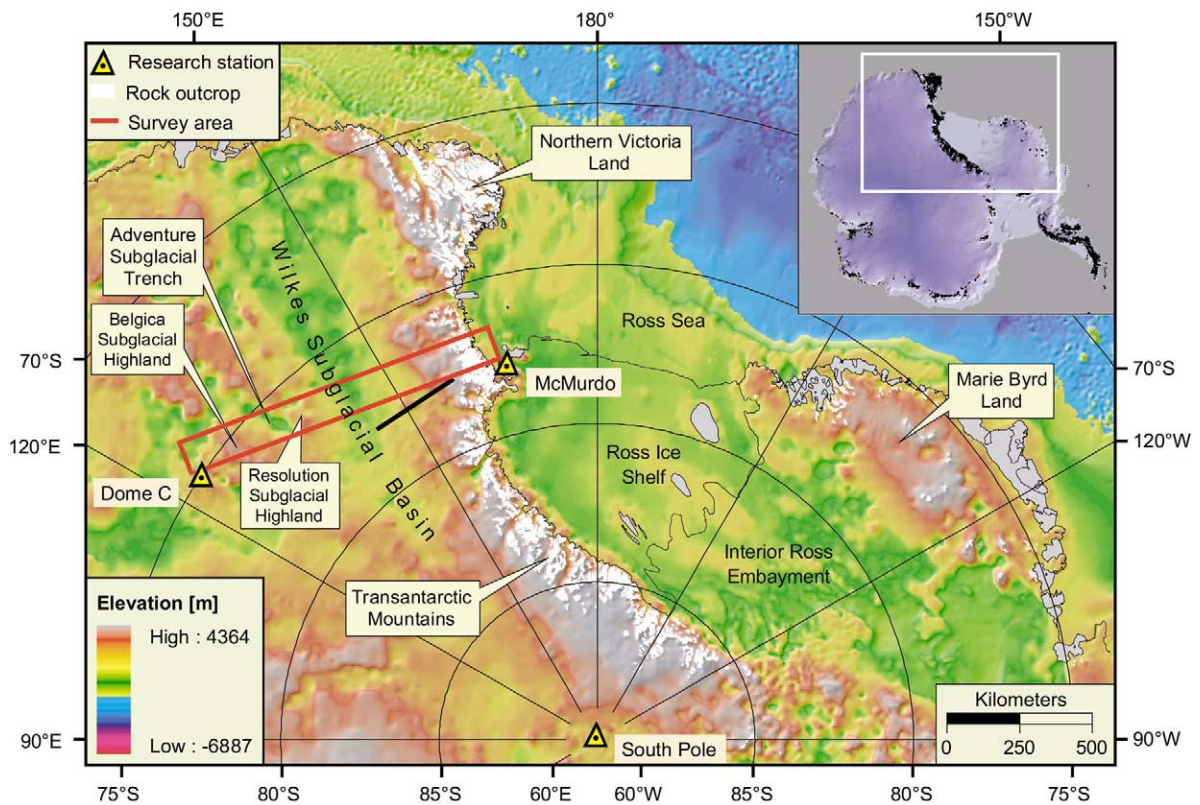 150°E
180°
150°W
Research station
Rock outcrop
Survey area
Northern Victoria
Land
Adventure
Subglacial
Trench
Belgica
Subglacial
Highland
Wilkes Subglacial Basin
Ross Sea
70°S
70°S
McMurdo
Marie Byrd
Land
120°E
120°W
Dome C
Resolution
Subglacial
Highland
Ross Ice
Shelf
Interior Ross
Embayment
Transantarctic
Mountains
Elevation [m]
High : 4364
Low : -6887
Kilometers
0 250 500
90°E
South Pole
90°W
75°S
80°S
85°S
60°E
60°W
85°S
80°S
75°S